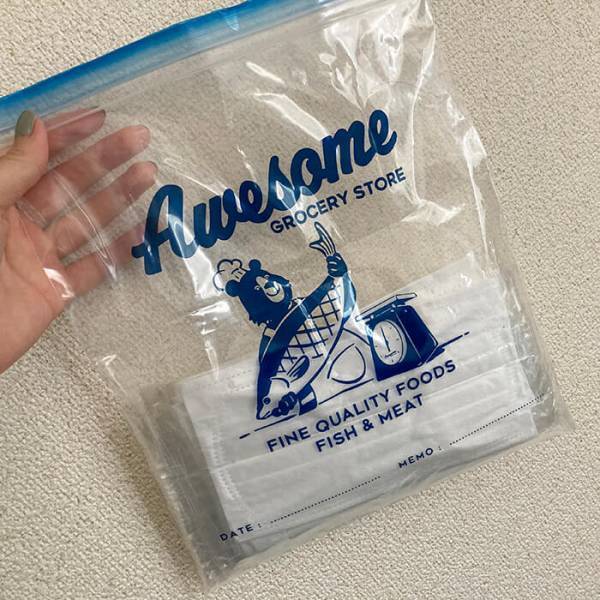 Awesome
GROCERY STORE
FINE QUALITY FOODS
FISH & MEAT
DATE :
MEMO :